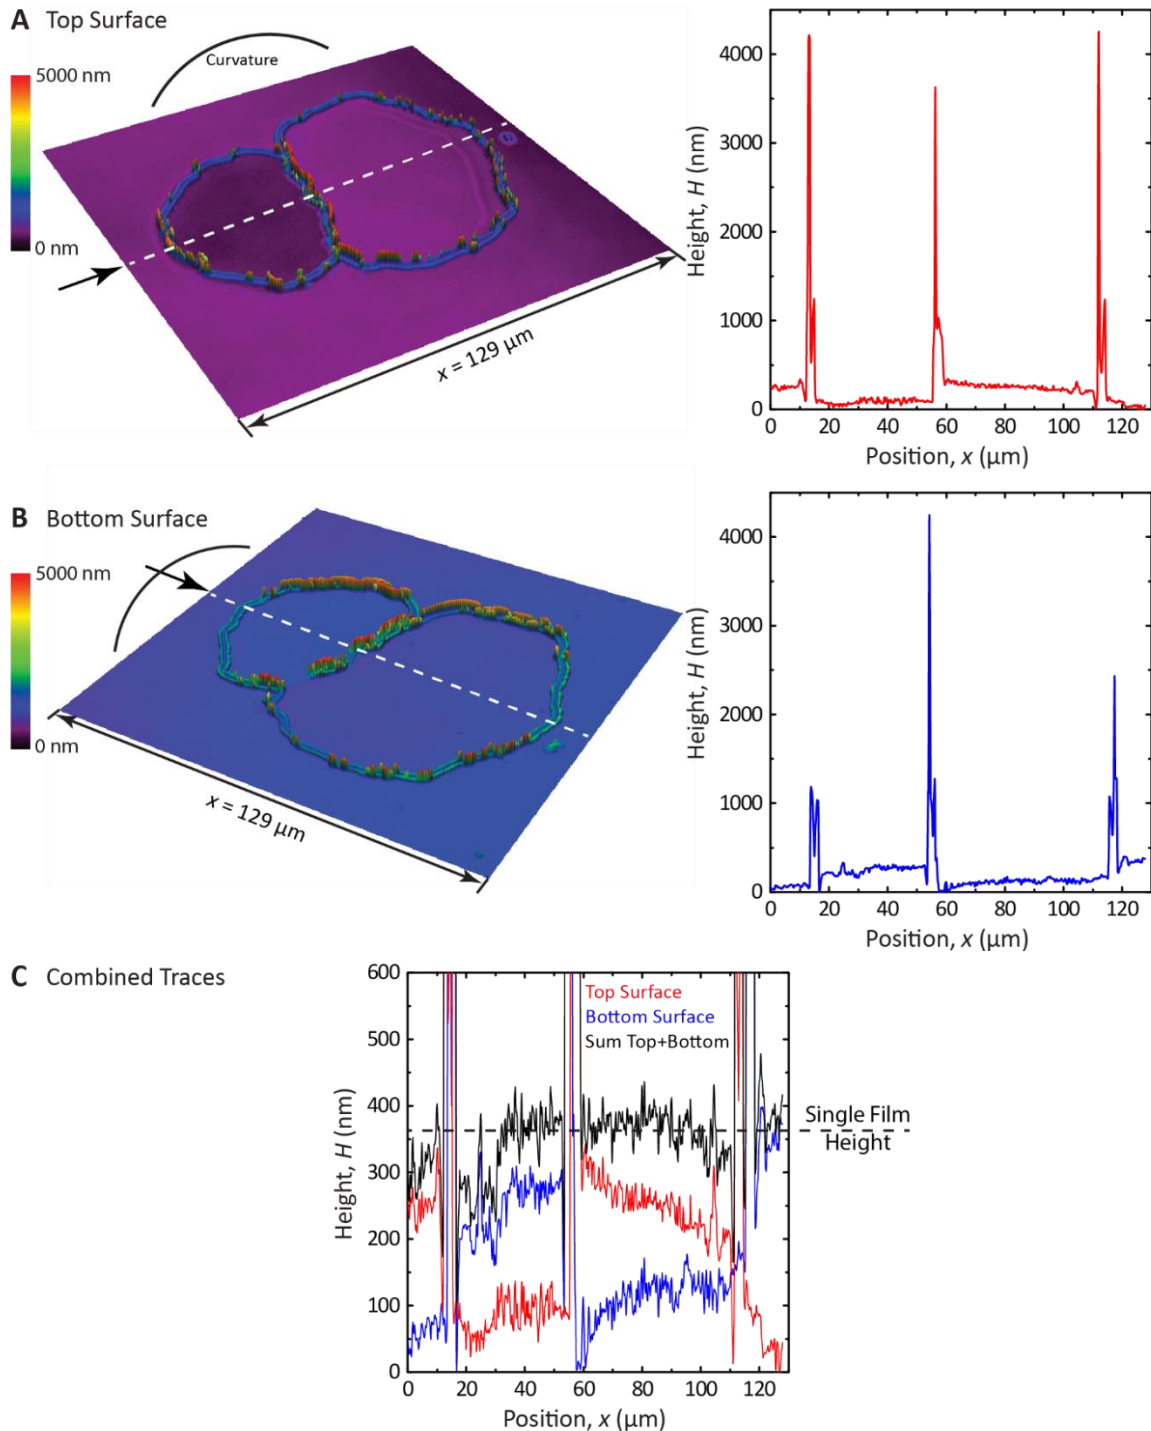 A Top Surface
5000 nm
0 nm
Curvature
x = 129 µm
Height, H (nm)
4000
3000
2000
1000
0
0 20 40 60 80 100 120
Position, x (µm)
B Bottom Surface
5000 nm
0 nm
x = 129 µm
Height, H (nm)
4000
3000
2000
1000
0
0 20 40 60 80 100 120
Position, x (µm)
C Combined Traces
Height, H (nm)
600
500
400
300
200
100
0
Top Surface
Bottom Surface
Sum Top+Bottom
Single Film
Height
0 20 40 60 80 100 120
Position, x (µm)